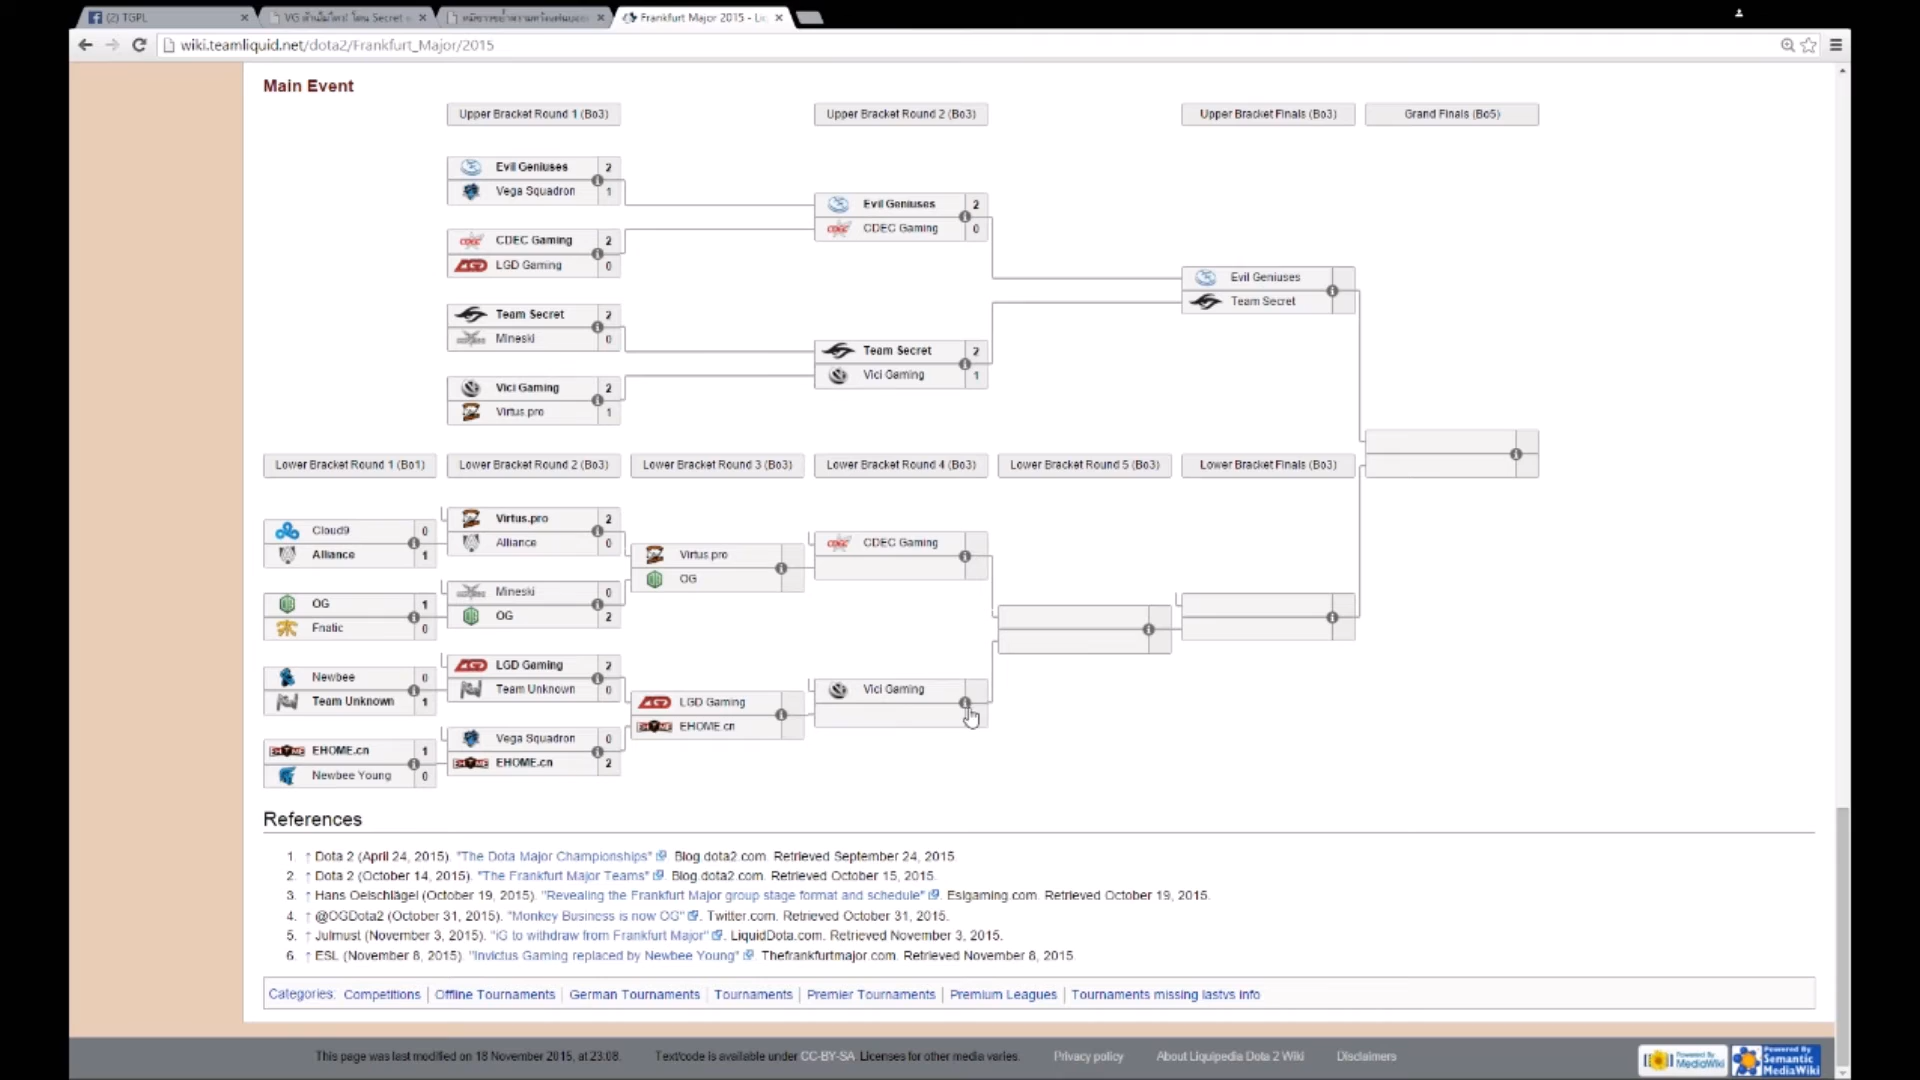 (2) TGPL
Frankfurt Major 2015 - Liq
wiki.teamliquid.net/dota2/Frankfurt_Major/2015
Main Event
Upper Bracket Round 1 (Bo3)
Upper Bracket Round 2 (Bo3)
Upper Bracket Finals (Bo3)
Grand Finals (Bo5)
Evil Geniuses 2
Vega Squadron 1
Evil Geniuses 2
CDEC Gaming 0
CDEC Gaming 2
LGD Gaming 0
Evil Geniuses
Team Secret
Team Secret 2
Mineski 0
Team Secret 2
Vici Gaming 1
Vici Gaming 2
Virtus.pro 1
Lower Bracket Round 1 (Bo1)
Lower Bracket Round 2 (Bo3)
Lower Bracket Round 3 (Bo3)
Lower Bracket Round 4 (Bo3)
Lower Bracket Round 5 (Bo3)
Lower Bracket Finals (Bo3)
Cloud9 0
Alliance 1
Virtus.pro 2
Alliance 0
Virtus.pro
OG
CDEC Gaming
OG 1
Fnatic 0
Mineski 0
OG 2
Newbee 0
Team Unknown 1
LGD Gaming 2
Team Unknown 0
LGD Gaming
EHOME.cn
Vici Gaming
EHOME.cn 1
Newbee Young 0
Vega Squadron 0
EHOME.cn 2
References
1. ↑ Dota 2 (April 24, 2015). "The Dota Major Championships" Blog.dota2.com. Retrieved September 24, 2015.
2. ↑ Dota 2 (October 14, 2015). "The Frankfurt Major Teams" Blog.dota2.com. Retrieved October 15, 2015.
3. ↑ Hans Oelschlägel (October 19, 2015). "Revealing the Frankfurt Major group stage format and schedule" . Eslgaming.com. Retrieved October 19, 2015.
4. ↑ @OGDota2 (October 31, 2015). "Monkey Business is now OG" . Twitter.com. Retrieved October 31, 2015.
5. ↑ Julmust (November 3, 2015). "iG to withdraw from Frankfurt Major" . LiquidDota.com. Retrieved November 3, 2015.
6. ↑ ESL (November 8, 2015). "Invictus Gaming replaced by Newbee Young" . Thefrankfurtmajor.com. Retrieved November 8, 2015.
Categories: Competitions | Offline Tournaments | German Tournaments | Tournaments | Premier Tournaments | Premium Leagues | Tournaments missing lastvs info
This page was last modified on 18 November 2015, at 23:08. Text/code is available under CC-BY-SA. Licenses for other media varies. Privacy policy About Liquipedia Dota 2 Wiki Disclaimers
Powered By MediaWiki
Powered By Semantic MediaWiki